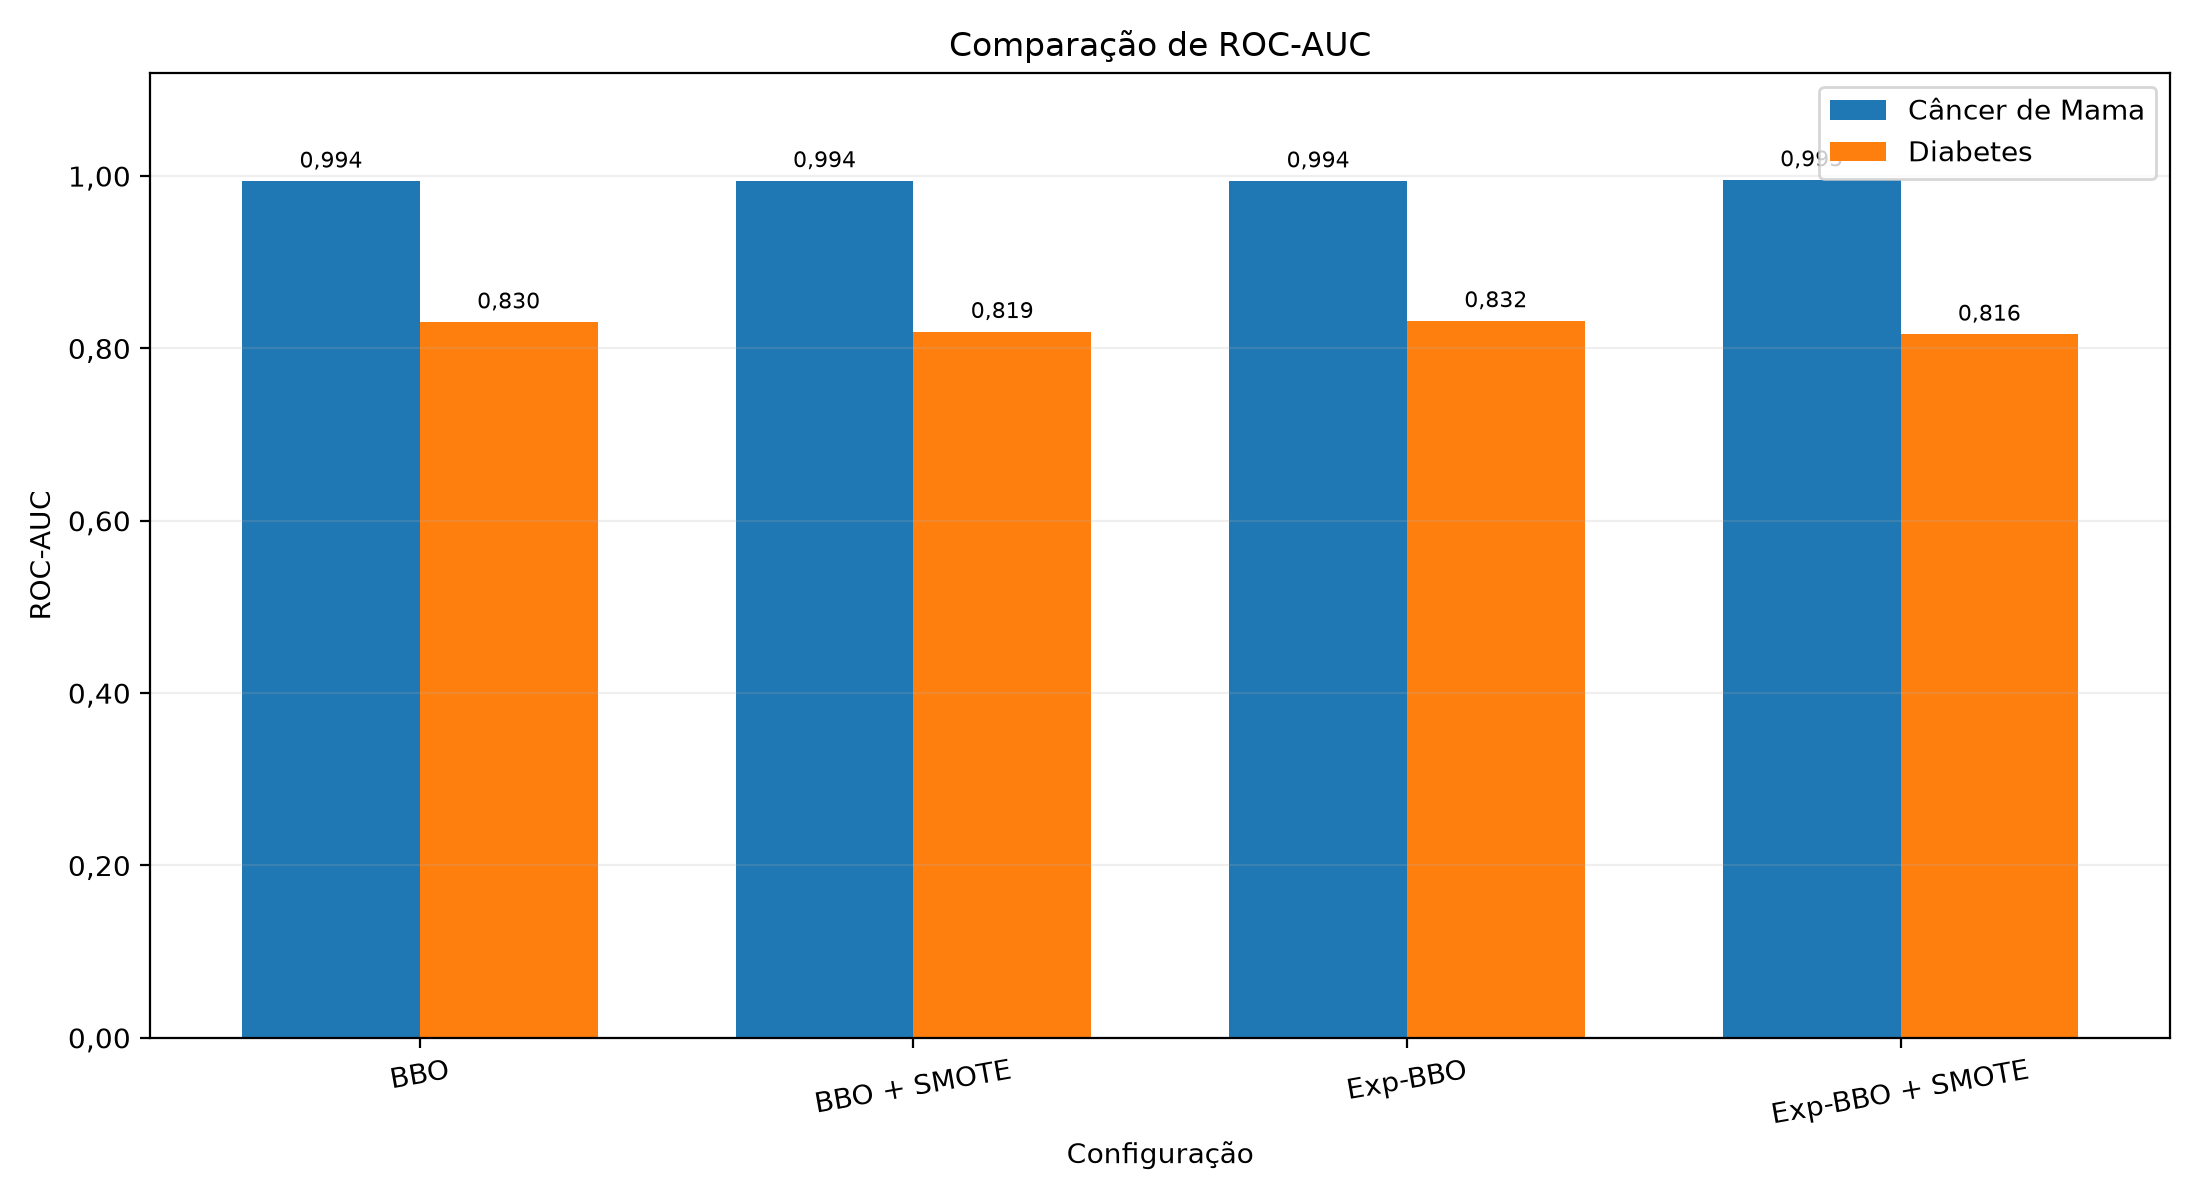 Comparação de ROC-AUC
Câncer de Mama
Diabetes
0,994
0,994
0,994
0,830
0,819
0,832
0,816
1,00
0,80
0,60
0,40
0,20
0,00
ROC-AUC
BBO
BBO + SMOTE
Exp-BBO
Exp-BBO + SMOTE
Configuração